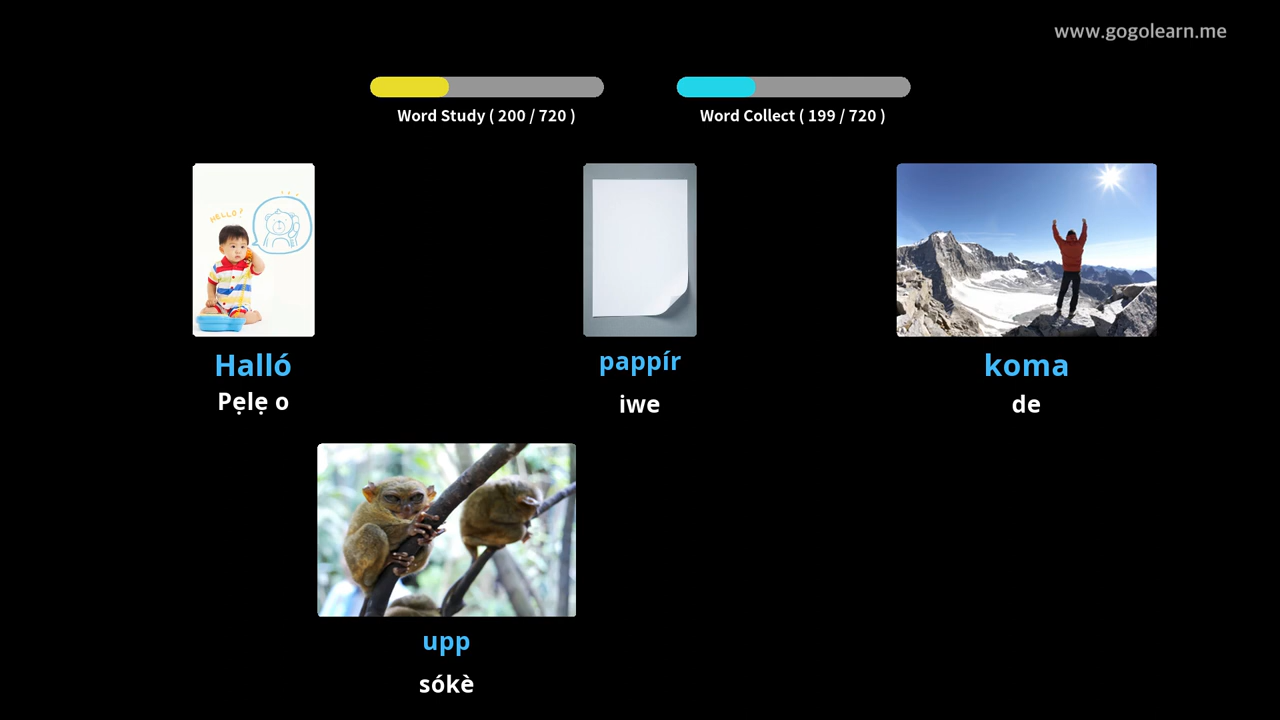 www.gogolearn.me
Word Study ( 200 / 720 )
Word Collect ( 199 / 720 )
HELLO?
Halló
Pẹlẹ o
pappír
iwe
koma
de
upp
sókè